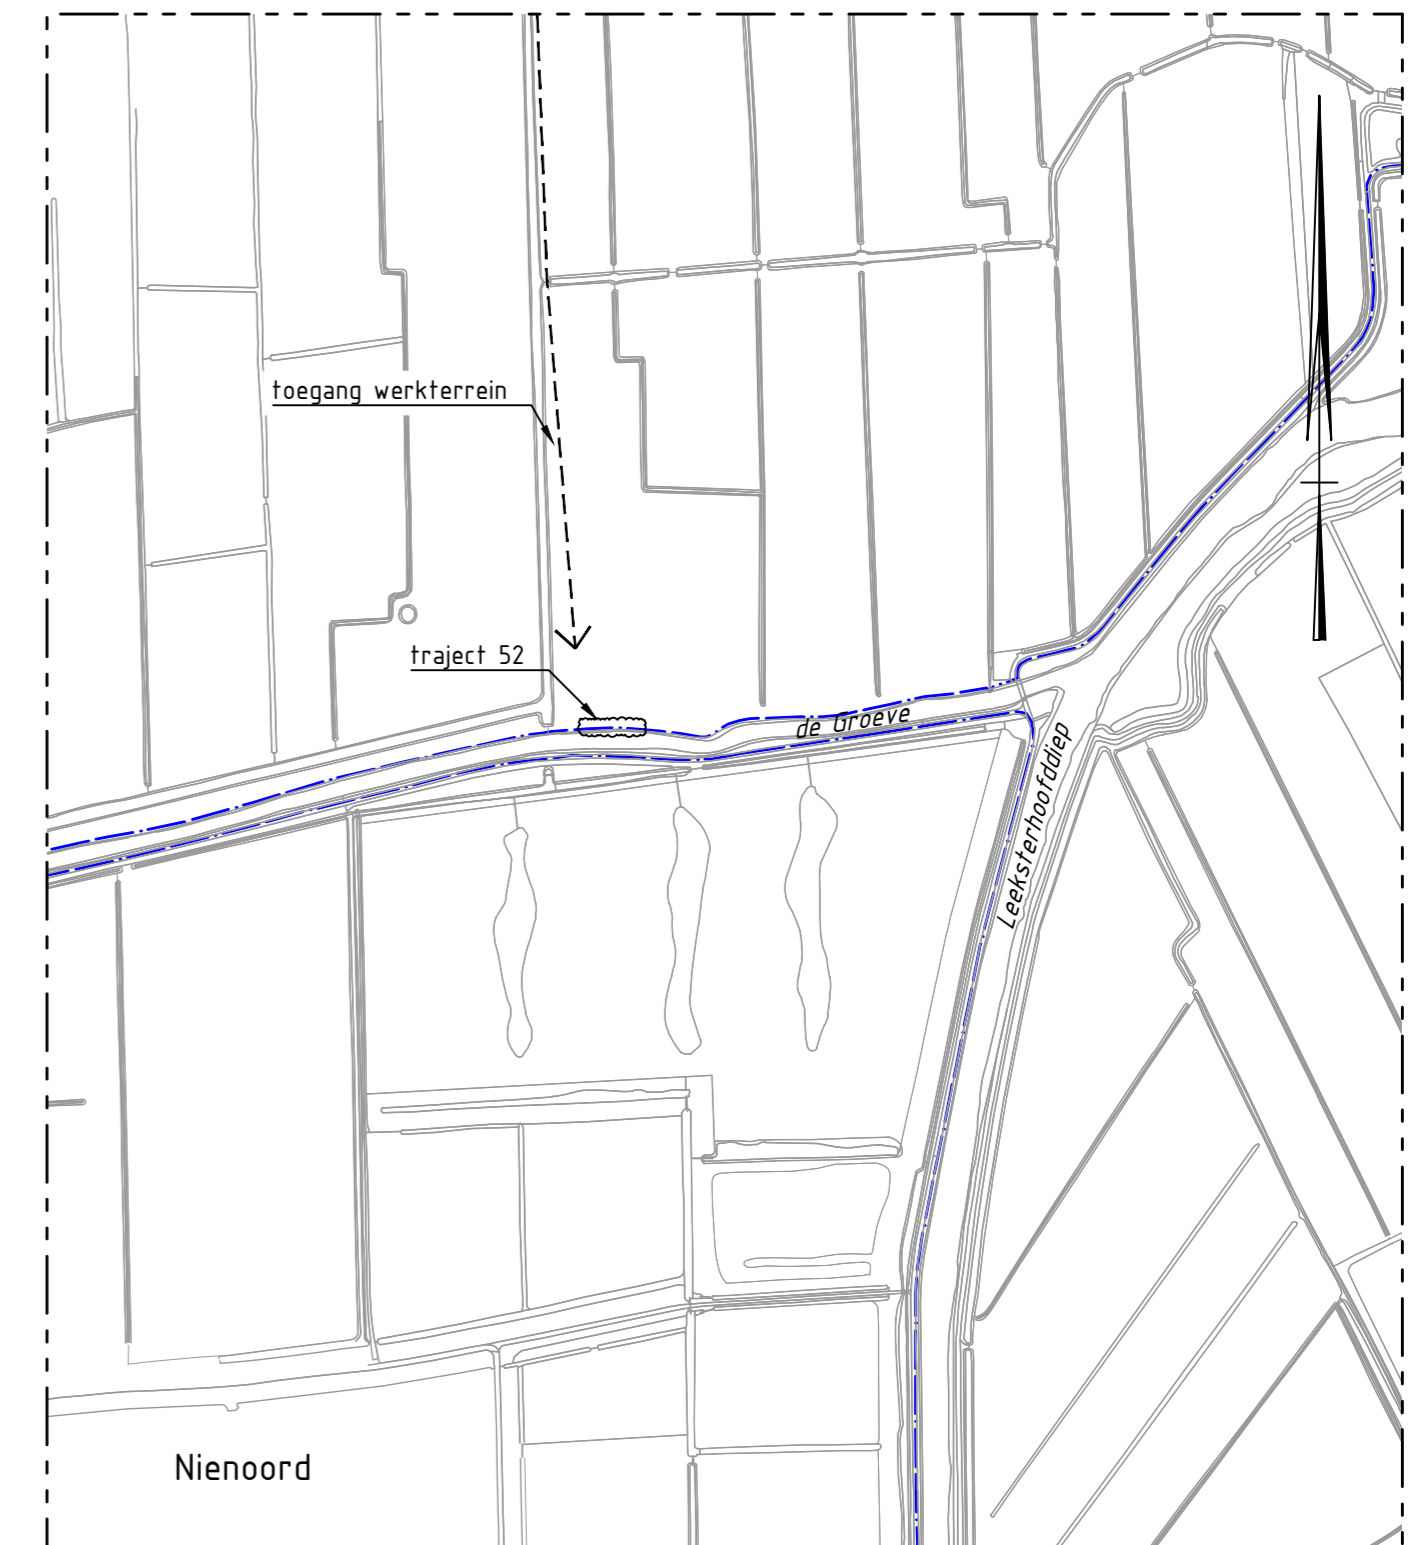 toegang werkterrein
traject 52
de Groeve
Leeksterhoofddiep
Nienoord